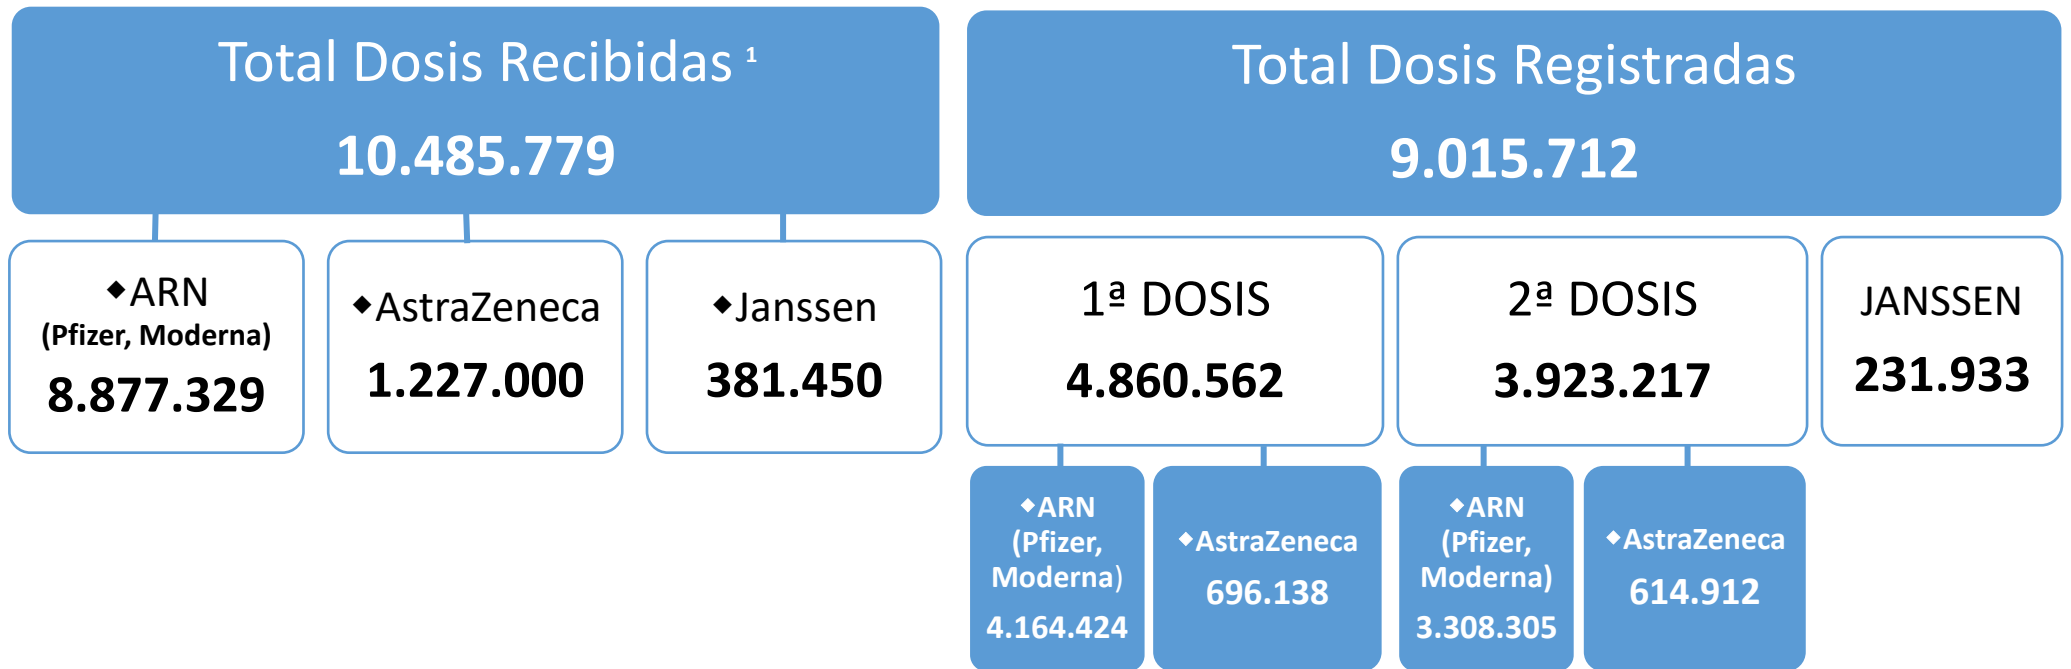 Total Dosis Recibidas 1
10.485.779
◆ARN
(Pfizer, Moderna)
8.877.329
◆AstraZeneca
1.227.000
◆Janssen
381.450
Total Dosis Registradas
9.015.712
1ª DOSIS
4.860.562
◆ARN
(Pfizer,
Moderna)
4.164.424
◆AstraZeneca
696.138
2ª DOSIS
3.923.217
◆ARN
(Pfizer,
Moderna)
3.308.305
◆AstraZeneca
614.912
JANSSEN
231.933